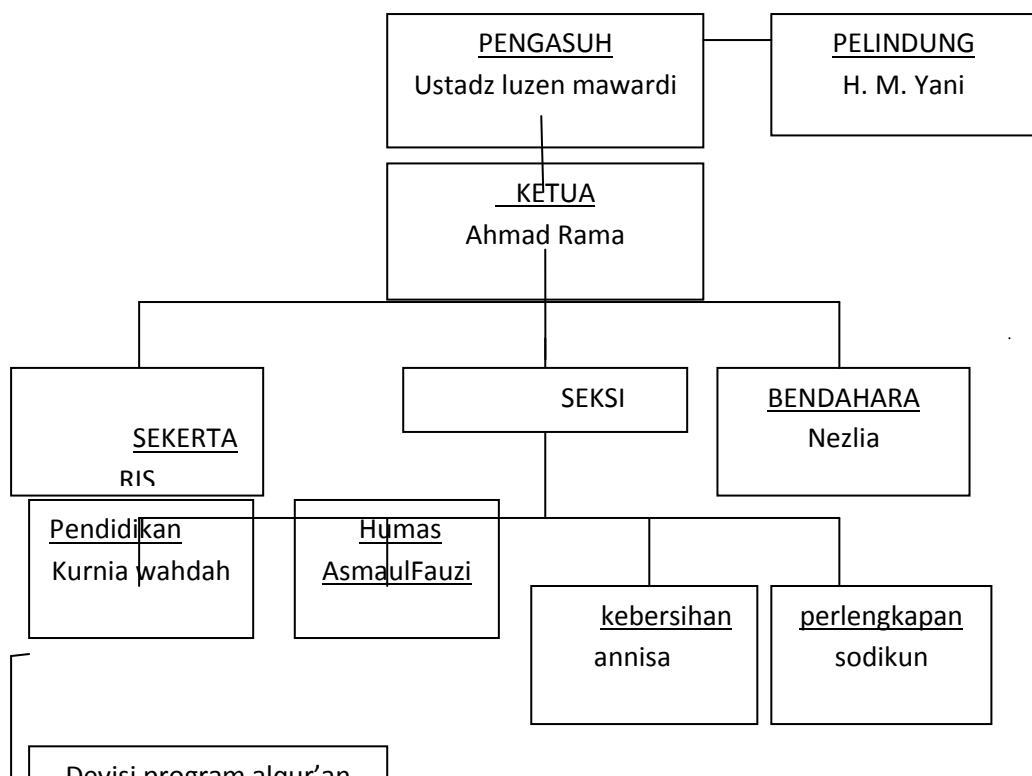 PENGASUH
Ustadz luzen mawardi
PELINDUNG
H. M. Yani
KETUA
Ahmad Rama
SEKERTA
RIS
SEKSI
BENDAHARA
Nezlia
Pendidikan
Kurnia wahdah
Humas
AsmaulFauzi
kebersihan
annisa
perlengkapan
sodikun
Devisi program alqur’an